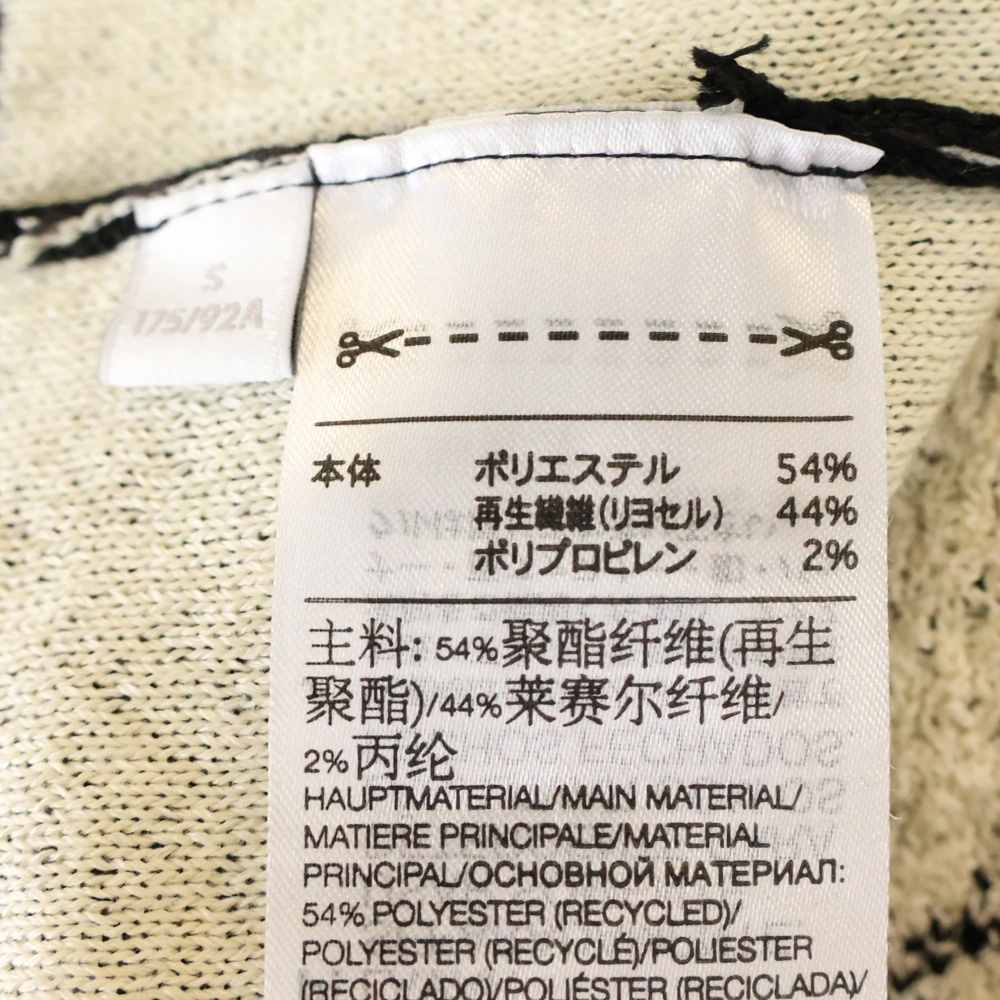 S
175/92A
本体 ポリエステル 54%
再生繊維(リヨセル) 44%
ポリプロピレン 2%
主料: 54%聚酯纤维(再生
聚酯)/44%莱赛尔纤维/
2%丙纶
HAUPTMATERIAL/MAIN MATERIAL/
MATIERE PRINCIPALE/MATERIAL
PRINCIPAL/ОСНОВНОЙ МАТЕРИАЛ:
54% POLYESTER (RECYCLED)/
POLYESTER (RECYCLÉ)/POLIESTER
(RECICLADO)/POLIÉSTER (RECICLADA)/